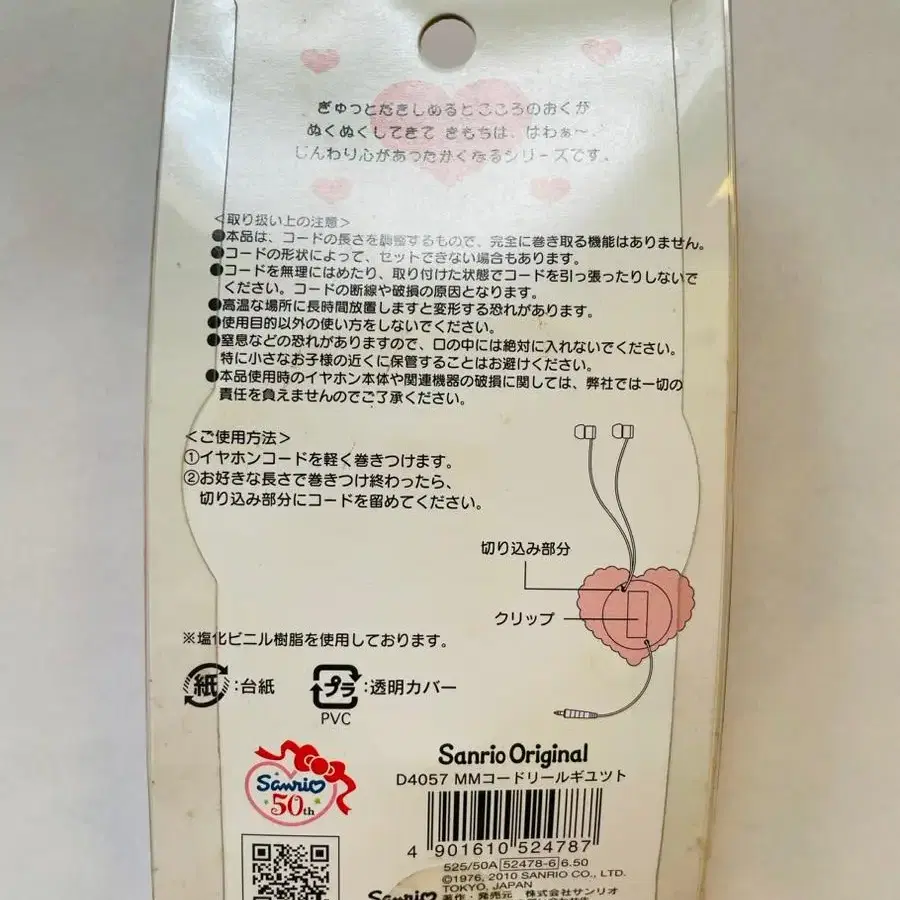 ぎゅっとだきしめるとこころのおくが
ぬくぬくしてきて きもちは、はわぁ〜。
じんわり心があったかくなるシリーズです。
<取り扱い上の注意>
●本品は、コードの長さを調整するもので、完全に巻き取る機能はありません。
●コードの形状によって、セットできない場合もあります。
●コードを無理にはめたり、取り付けた状態でコードを引っ張ったりしないで
ください。コードの断線や破損の原因となります。
●高温な場所に長時間放置しますと変形する恐れがあります。
●使用目的以外の使い方をしないでください。
●窒息などの恐れがありますので、口の中には絶対に入れないでください。
特に小さなお子様の近くに保管することはお避けください。
●本品使用時のイヤホン本体や関連機器の破損に関しては、弊社では一切の
責任を負えませんのでご了承ください。
<ご使用方法>
①イヤホンコードを軽く巻きつけます。
②お好きな長さで巻きつけ終わったら、
切り込み部分にコードを留めてください。
切り込み部分
クリップ
※塩化ビニル樹脂を使用しております。
紙:台紙 プラ:透明カバー
PVC
Sanrio 50th
Sanrio Original
D4057 MMコードリールギユツト
4 901610 524787
525/50A 52478-6 6.50
©1976, 2010 SANRIO CO., LTD.
TOKYO, JAPAN
Sanrio 著作・発売元 株式会社サンリオ